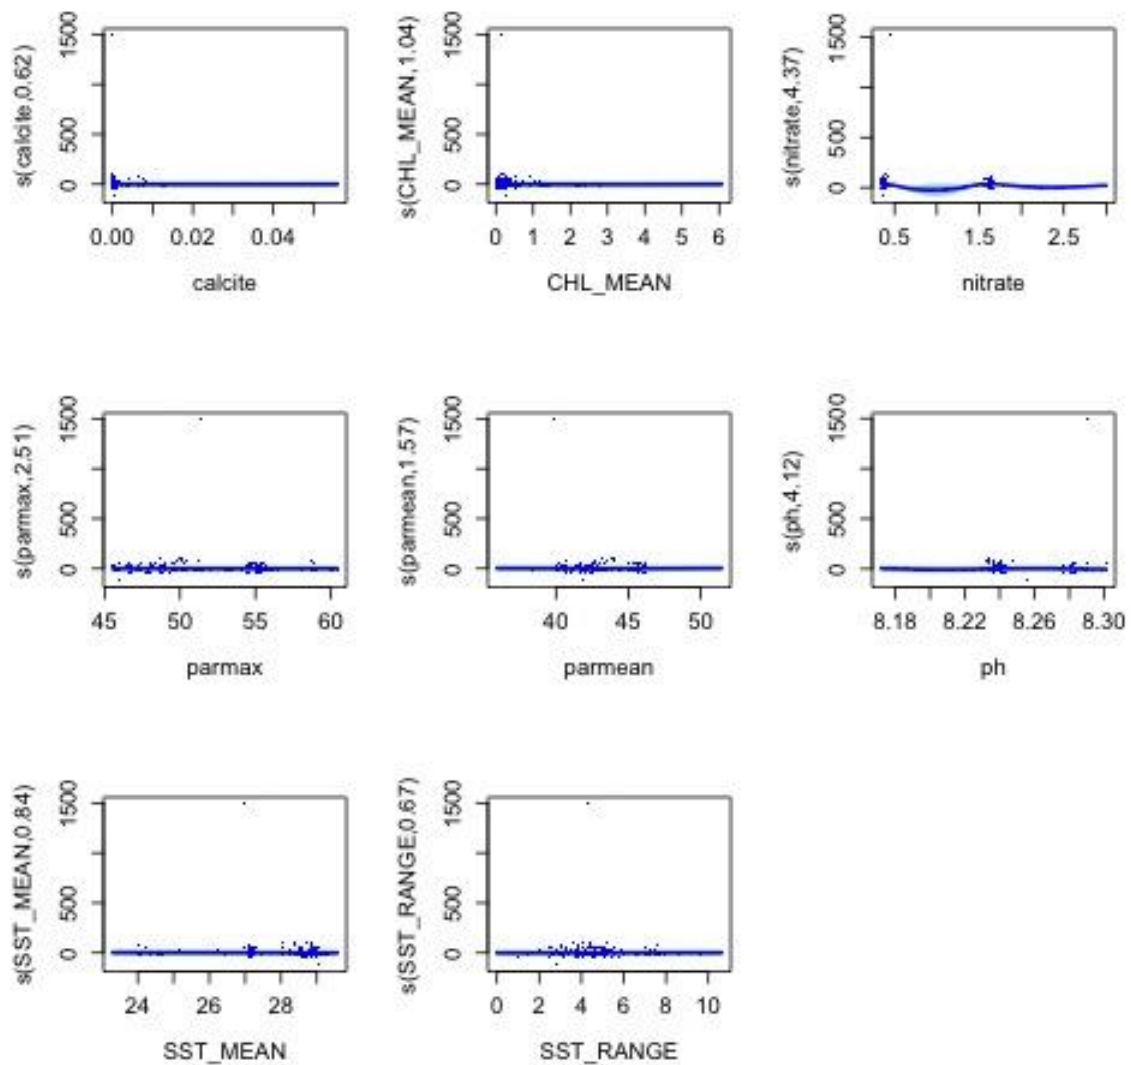 s(calcite,0.62)
1500
500
0
0.00 0.02 0.04
calcite
s(CHL_MEAN,1.04)
1500
500
0
0 1 2 3 4 5 6
CHL_MEAN
s(nitrate,4.37)
1500
500
0
0.5 1.5 2.5
nitrate
s(parmax,2.51)
1500
500
0
45 50 55 60
parmax
s(parmean,1.57)
1500
500
0
40 45 50
parmean
s(ph,4.12)
1500
500
0
8.18 8.22 8.26 8.30
ph
s(SST_MEAN,0.84)
1500
500
0
24 26 28
SST_MEAN
s(SST_RANGE,0.67)
1500
500
0
0 2 4 6 8 10
SST_RANGE